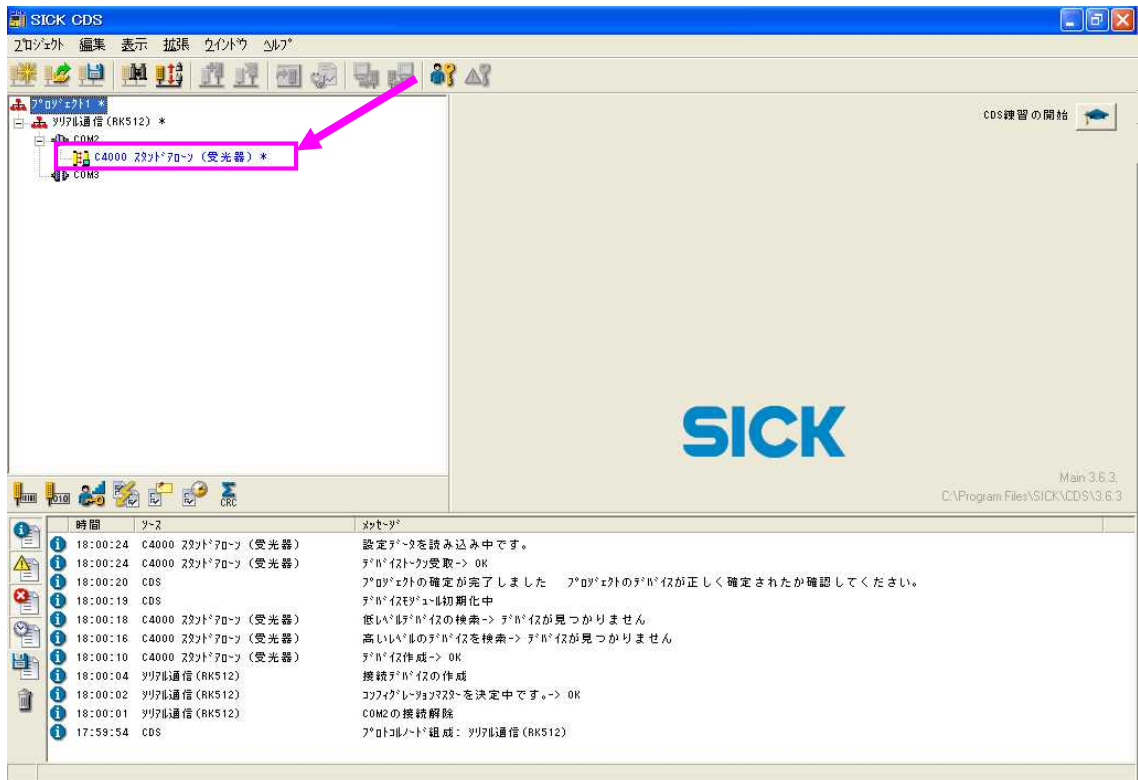 SICK CDS
プロジェクト 編集 表示 拡張 ウインドウ ヘルプ
プロジェクト1 *
シリアル通信(RK512) *
COM2
C4000 スタンドアローン (受光器) *
COM3
CDS練習の開始
SICK
Main 3.6.3,
C:\Program Files\SICK\CDS\3.6.3
CRC
時間 ソース メッセージ
18:00:24 C4000 スタンドアローン (受光器) 設定データを読み込み中です。
18:00:24 C4000 スタンドアローン (受光器) デバイストークン受取-> OK
18:00:20 CDS プロジェクトの確定が完了しました プロジェクトのデバイスが正しく確定されたか確認してください。
18:00:19 CDS デバイスモジュール初期化中
18:00:18 C4000 スタンドアローン (受光器) 低レベルデバイスの検索-> デバイスが見つかりません
18:00:16 C4000 スタンドアローン (受光器) 高いレベルのデバイスを検索-> デバイスが見つかりません
18:00:10 C4000 スタンドアローン (受光器) デバイス作成-> OK
18:00:04 シリアル通信(RK512) 接続デバイスの作成
18:00:02 シリアル通信(RK512) コンフィグレーションマスターを決定中です。-> OK
18:00:01 シリアル通信(RK512) COM2の接続解除
17:59:54 CDS プロトコルノード組成: シリアル通信(RK512)